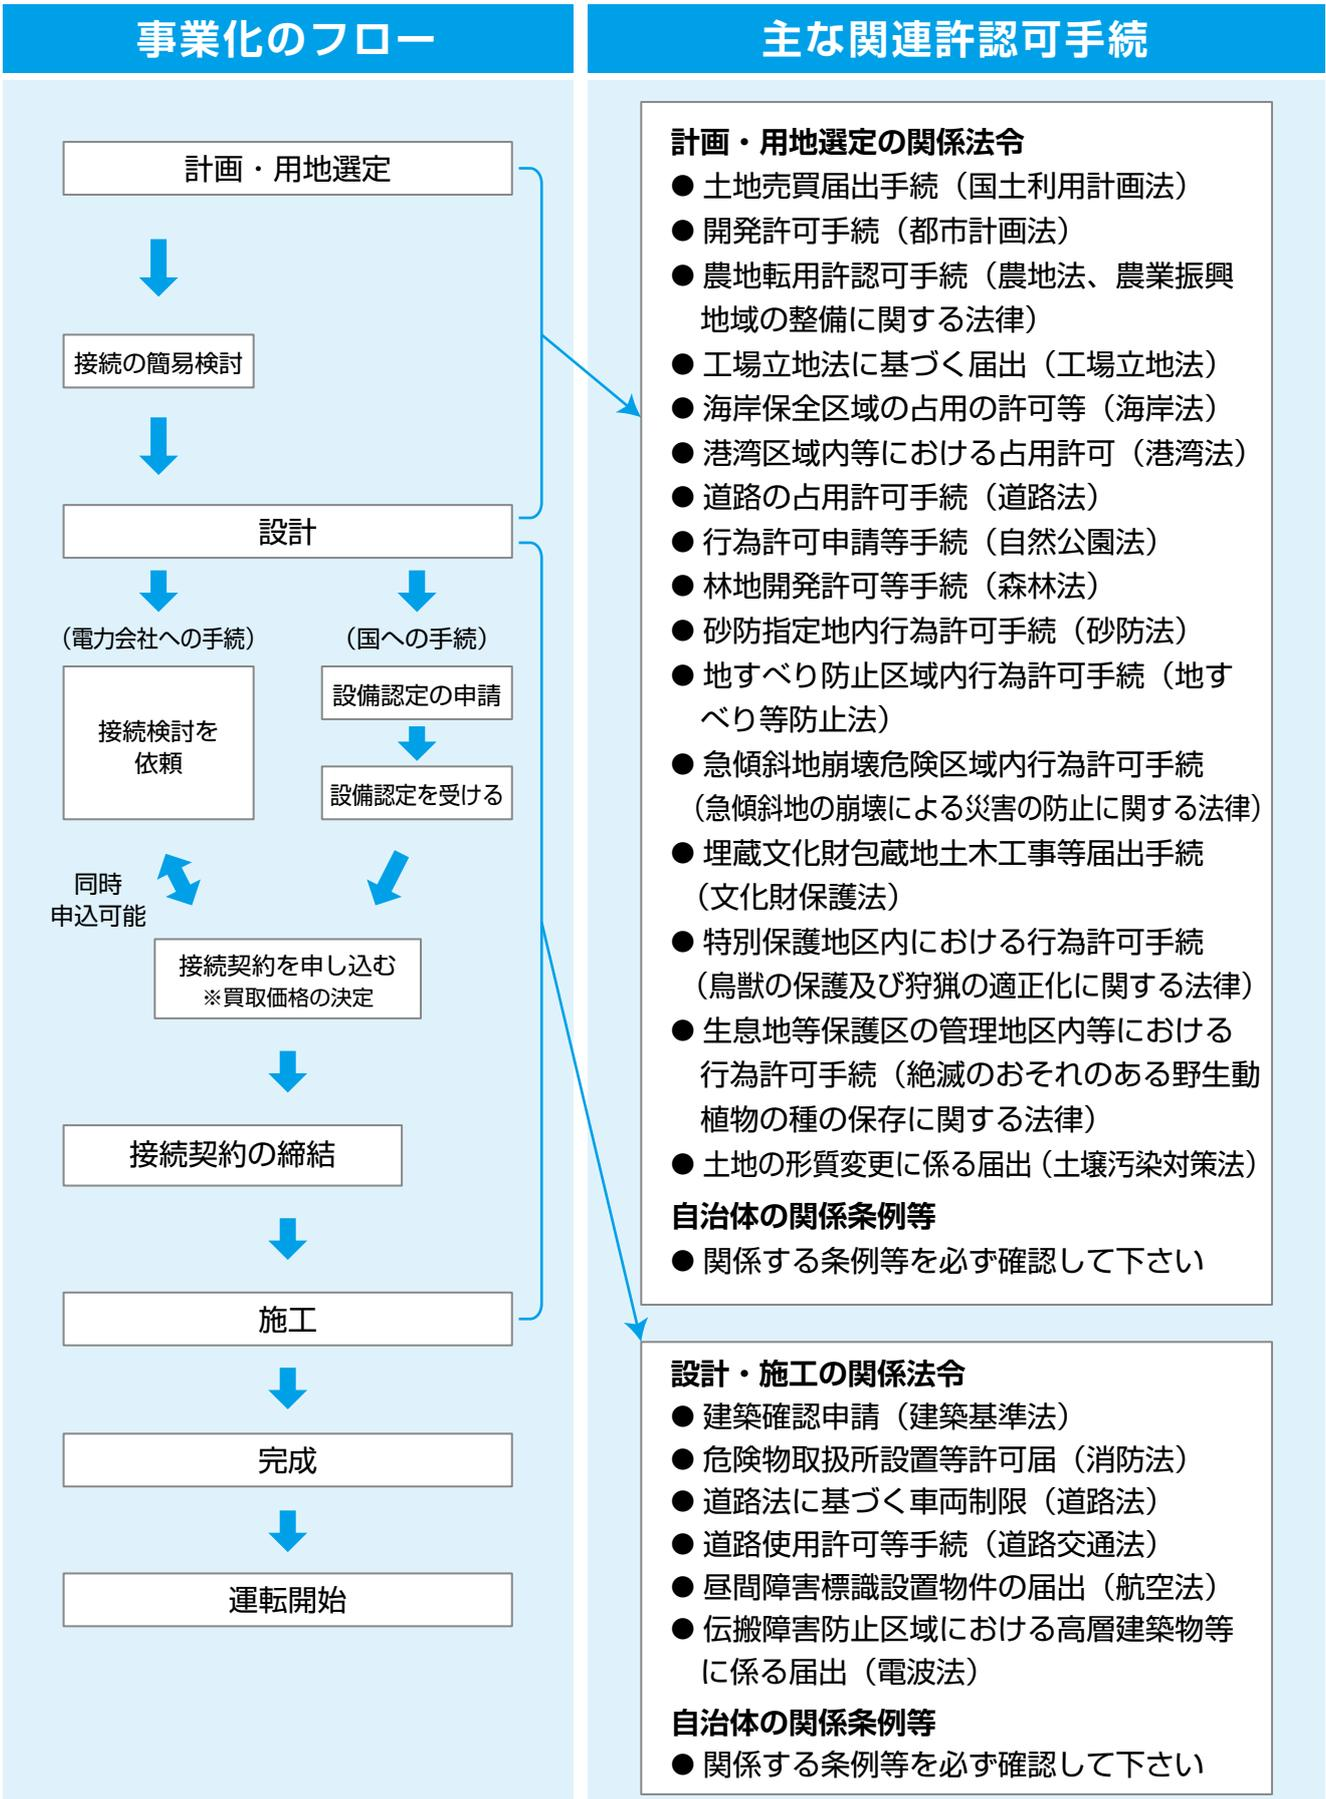 事業化のフロー
計画・用地選定
接続の簡易検討
設計
（電力会社への手続）
接続検討を
依頼
（国への手続）
設備認定の申請
設備認定を受ける
同時
申込可能
接続契約を申し込む
※買取価格の決定
接続契約の締結
施工
完成
運転開始
主な関連許認可手続
計画・用地選定の関係法令
● 土地売買届出手続（国土利用計画法）
● 開発許可手続（都市計画法）
● 農地転用許認可手続（農地法、農業振興
地域の整備に関する法律）
● 工場立地法に基づく届出（工場立地法）
● 海岸保全区域の占用の許可等（海岸法）
● 港湾区域内等における占用許可（港湾法）
● 道路の占用許可手続（道路法）
● 行為許可申請等手続（自然公園法）
● 林地開発許可等手続（森林法）
● 砂防指定地内行為許可手続（砂防法）
● 地すべり防止区域内行為許可手続（地す
べり等防止法）
● 急傾斜地崩壊危険区域内行為許可手続
（急傾斜地の崩壊による災害の防止に関する法律）
● 埋蔵文化財包蔵地土木工事等届出手続
（文化財保護法）
● 特別保護地区内における行為許可手続
（鳥獣の保護及び狩猟の適正化に関する法律）
● 生息地等保護区の管理地区内等における
行為許可手続（絶滅のおそれのある野生動
植物の種の保存に関する法律）
● 土地の形質変更に係る届出（土壌汚染対策法）
自治体の関係条例等
● 関係する条例等を必ず確認して下さい
設計・施工の関係法令
● 建築確認申請（建築基準法）
● 危険物取扱所設置等許可届（消防法）
● 道路法に基づく車両制限（道路法）
● 道路使用許可等手続（道路交通法）
● 昼間障害標識設置物件の届出（航空法）
● 伝搬障害防止区域における高層建築物等
に係る届出（電波法）
自治体の関係条例等
● 関係する条例等を必ず確認して下さい